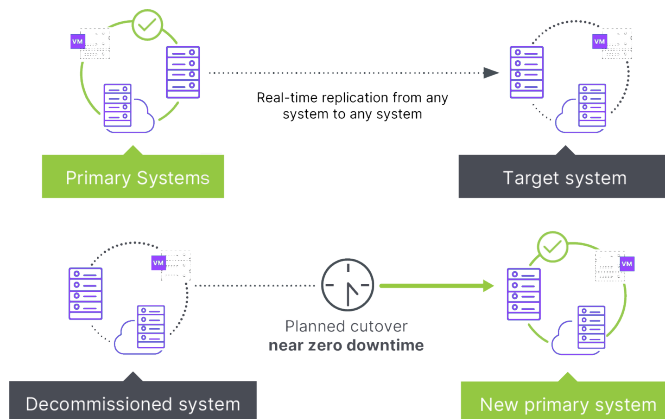 VM
VM
Real-time replication from any
system to any system
Primary Systems
Target system
VM
VM
Planned cutover
near zero downtime
Decommissioned system
New primary system